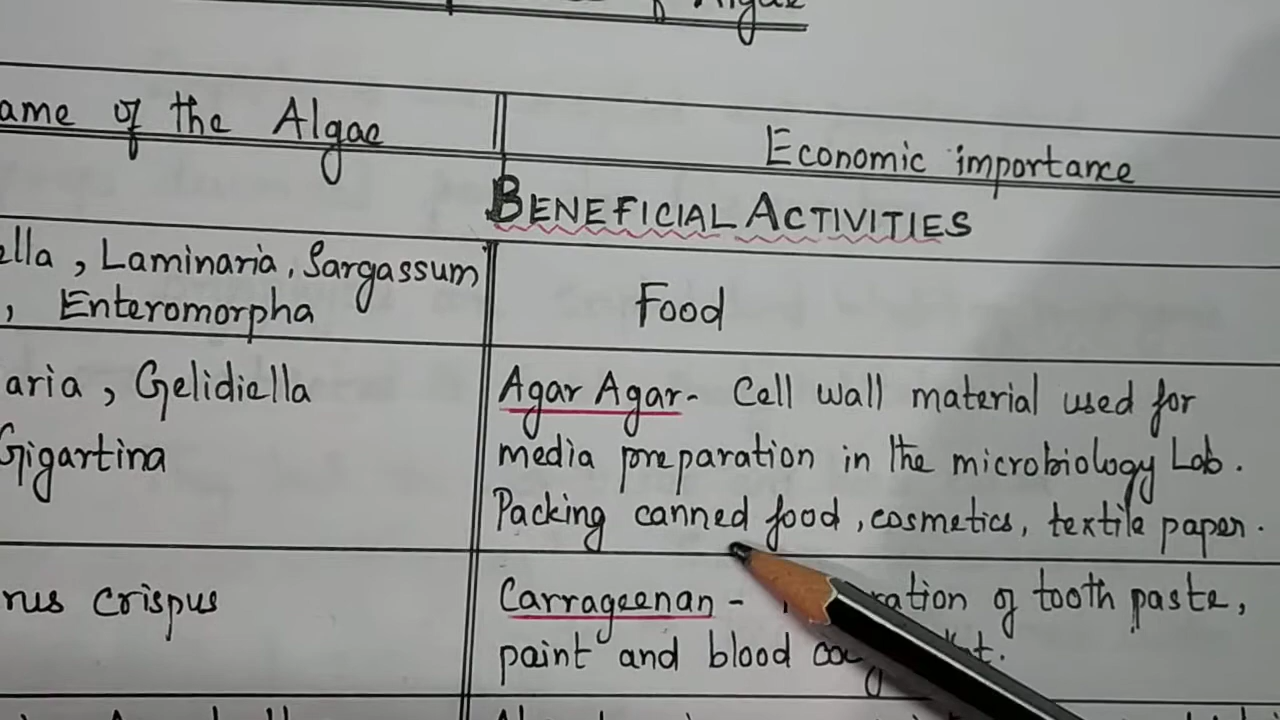 Algae
ame of the Algae
Economic importance
BENEFICIAL ACTIVITIES
ella, Laminaria, Sargassum
, Enteromorpha
Food
aria, Gelidiella
Gigartina
Agar Agar- Cell wall material used for
media preparation in the microbiology Lab.
Packing canned food, cosmetics, textile paper.
rus crispus
Carrageenan - ration of tooth paste,
paint and blood